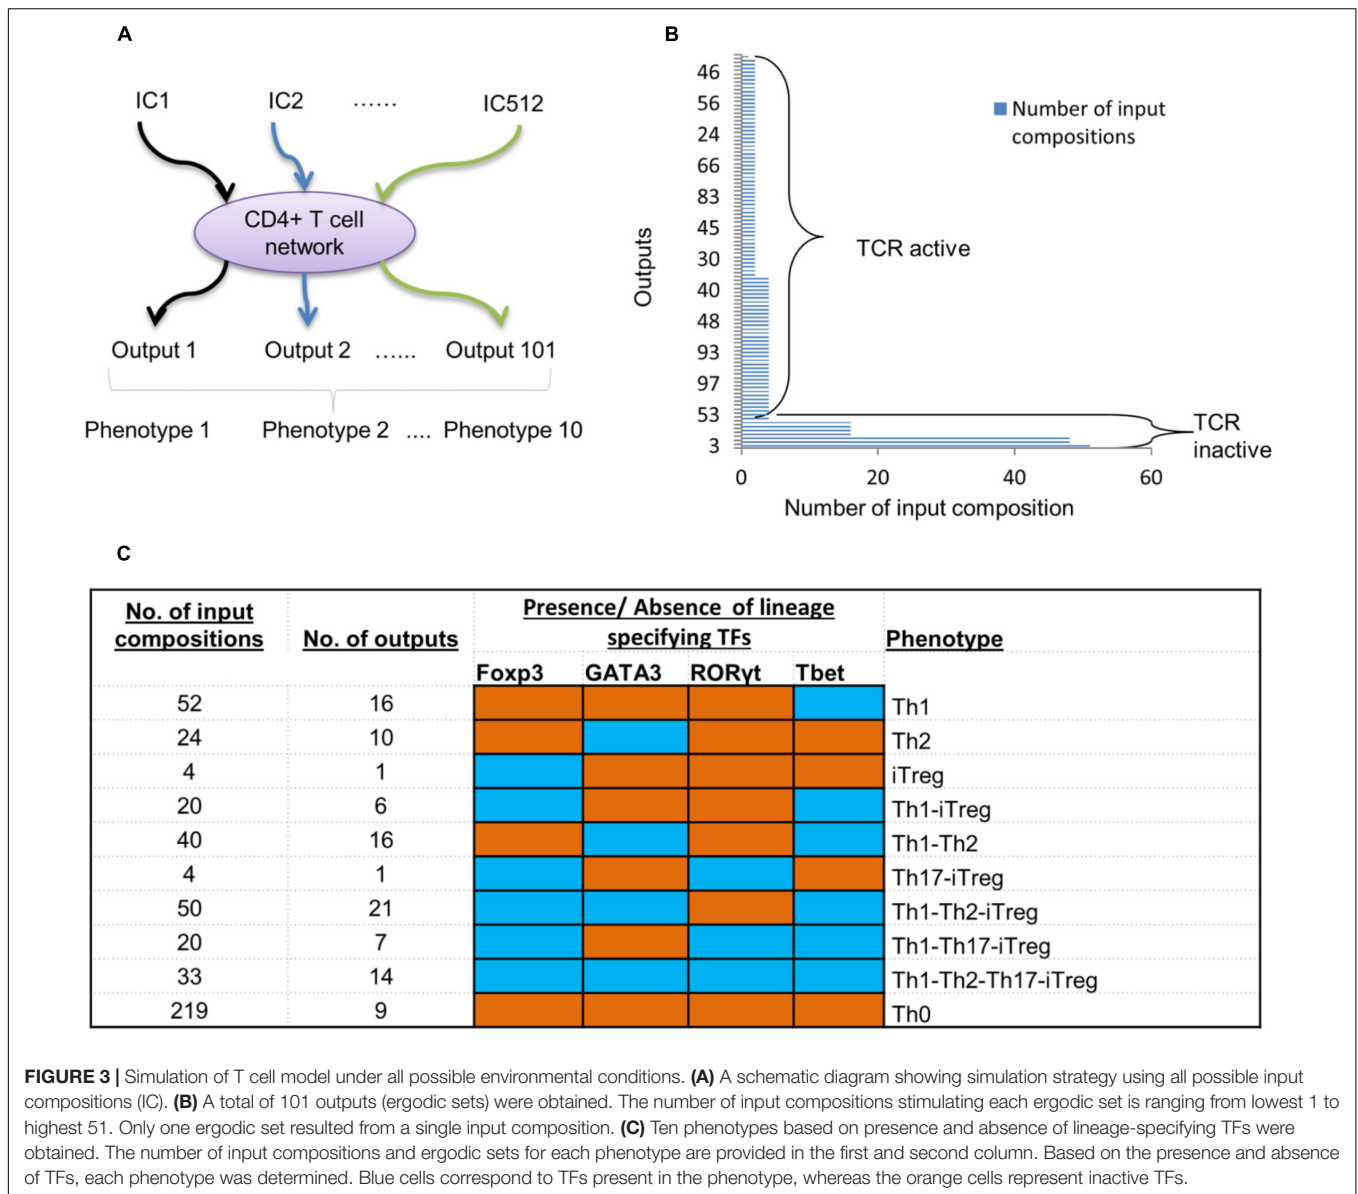 A
IC1
IC2
......
IC512
CD4+ T cell
network
Output 1
Output 2
......
Output 101
Phenotype 1
Phenotype 2
....
Phenotype 10
B
Outputs
46
56
24
66
83
45
30
40
48
93
97
53
3
0
20
40
60
Number of input composition
Number of input
compositions
TCR active
TCR
inactive
C
No. of input
compositions
No. of outputs
Presence/ Absence of lineage
specifying TFs
Phenotype
Foxp3 GATA3 RORγt Tbet
52 16 Th1
24 10 Th2
4 1 iTreg
20 6 Th1-iTreg
40 16 Th1-Th2
4 1 Th17-iTreg
50 21 Th1-Th2-iTreg
20 7 Th1-Th17-iTreg
33 14 Th1-Th2-Th17-iTreg
219 9 Th0
FIGURE 3 | Simulation of T cell model under all possible environmental conditions. (A) A schematic diagram showing simulation strategy using all possible input
compositions (IC). (B) A total of 101 outputs (ergodic sets) were obtained. The number of input compositions stimulating each ergodic set is ranging from lowest 1 to
highest 51. Only one ergodic set resulted from a single input composition. (C) Ten phenotypes based on presence and absence of lineage-specifying TFs were
obtained. The number of input compositions and ergodic sets for each phenotype are provided in the first and second column. Based on the presence and absence
of TFs, each phenotype was determined. Blue cells correspond to TFs present in the phenotype, whereas the orange cells represent inactive TFs.